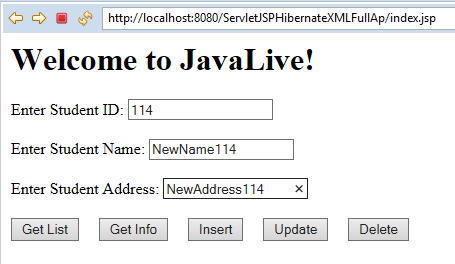 http://localhost:8080/ServletJSPHibernateXMLFullAp/index.jsp
Welcome to JavaLive!
Enter Student ID: 114
Enter Student Name: NewName114
Enter Student Address: NewAddress114
Get List Get Info Insert Update Delete